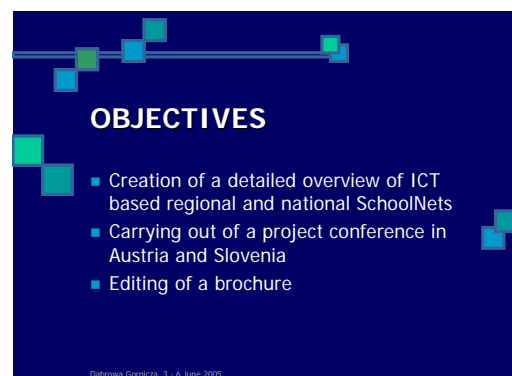 OBJECTIVES
Creation of a detailed overview of ICT
based regional and national SchoolNets
Carrying out of a project conference in
Austria and Slovenia
Editing of a brochure
Dabrowa Gornicza, 3 - 6 June 2005